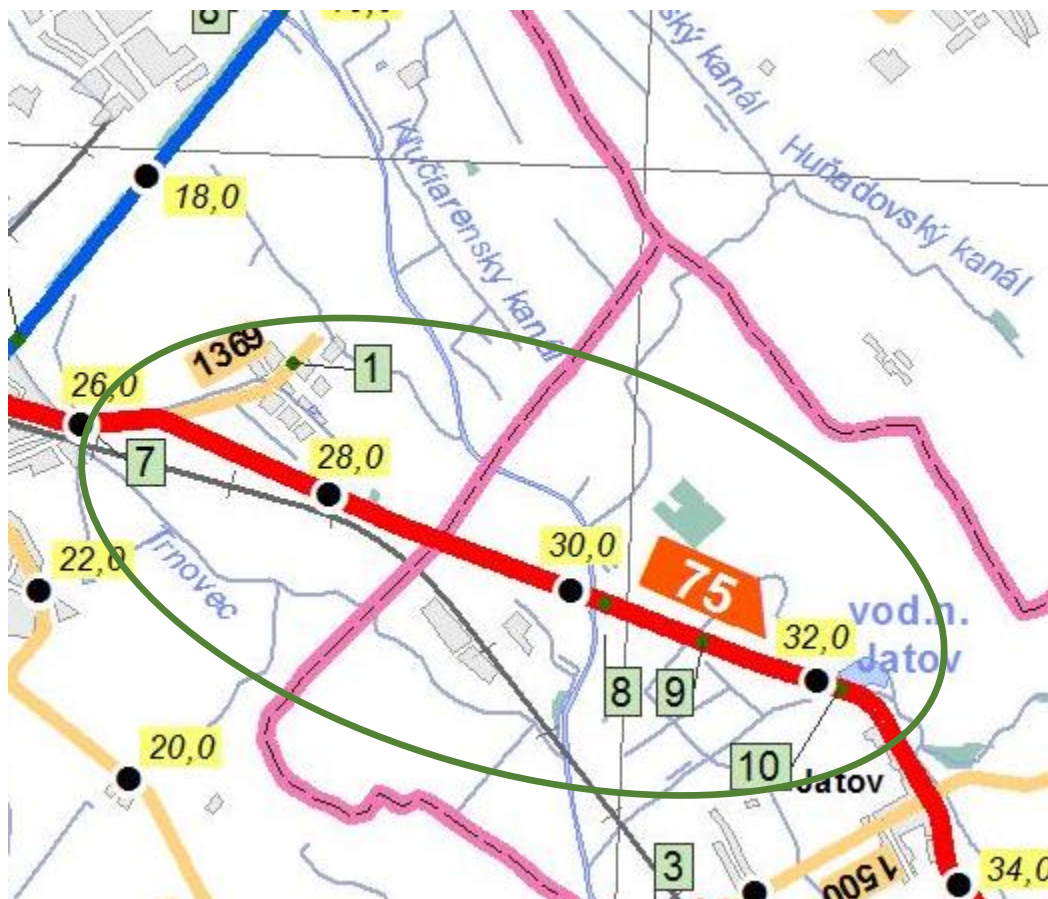 8
ský kanál
18,0
Kľúčiarensky kanál
Huňadovský kanál
1369
1
26,0
7
28,0
22,0
Trnovec
30,0
75
vod.n.
Jatov
32,0
8
9
20,0
10
Jatov
3
1500
34,0